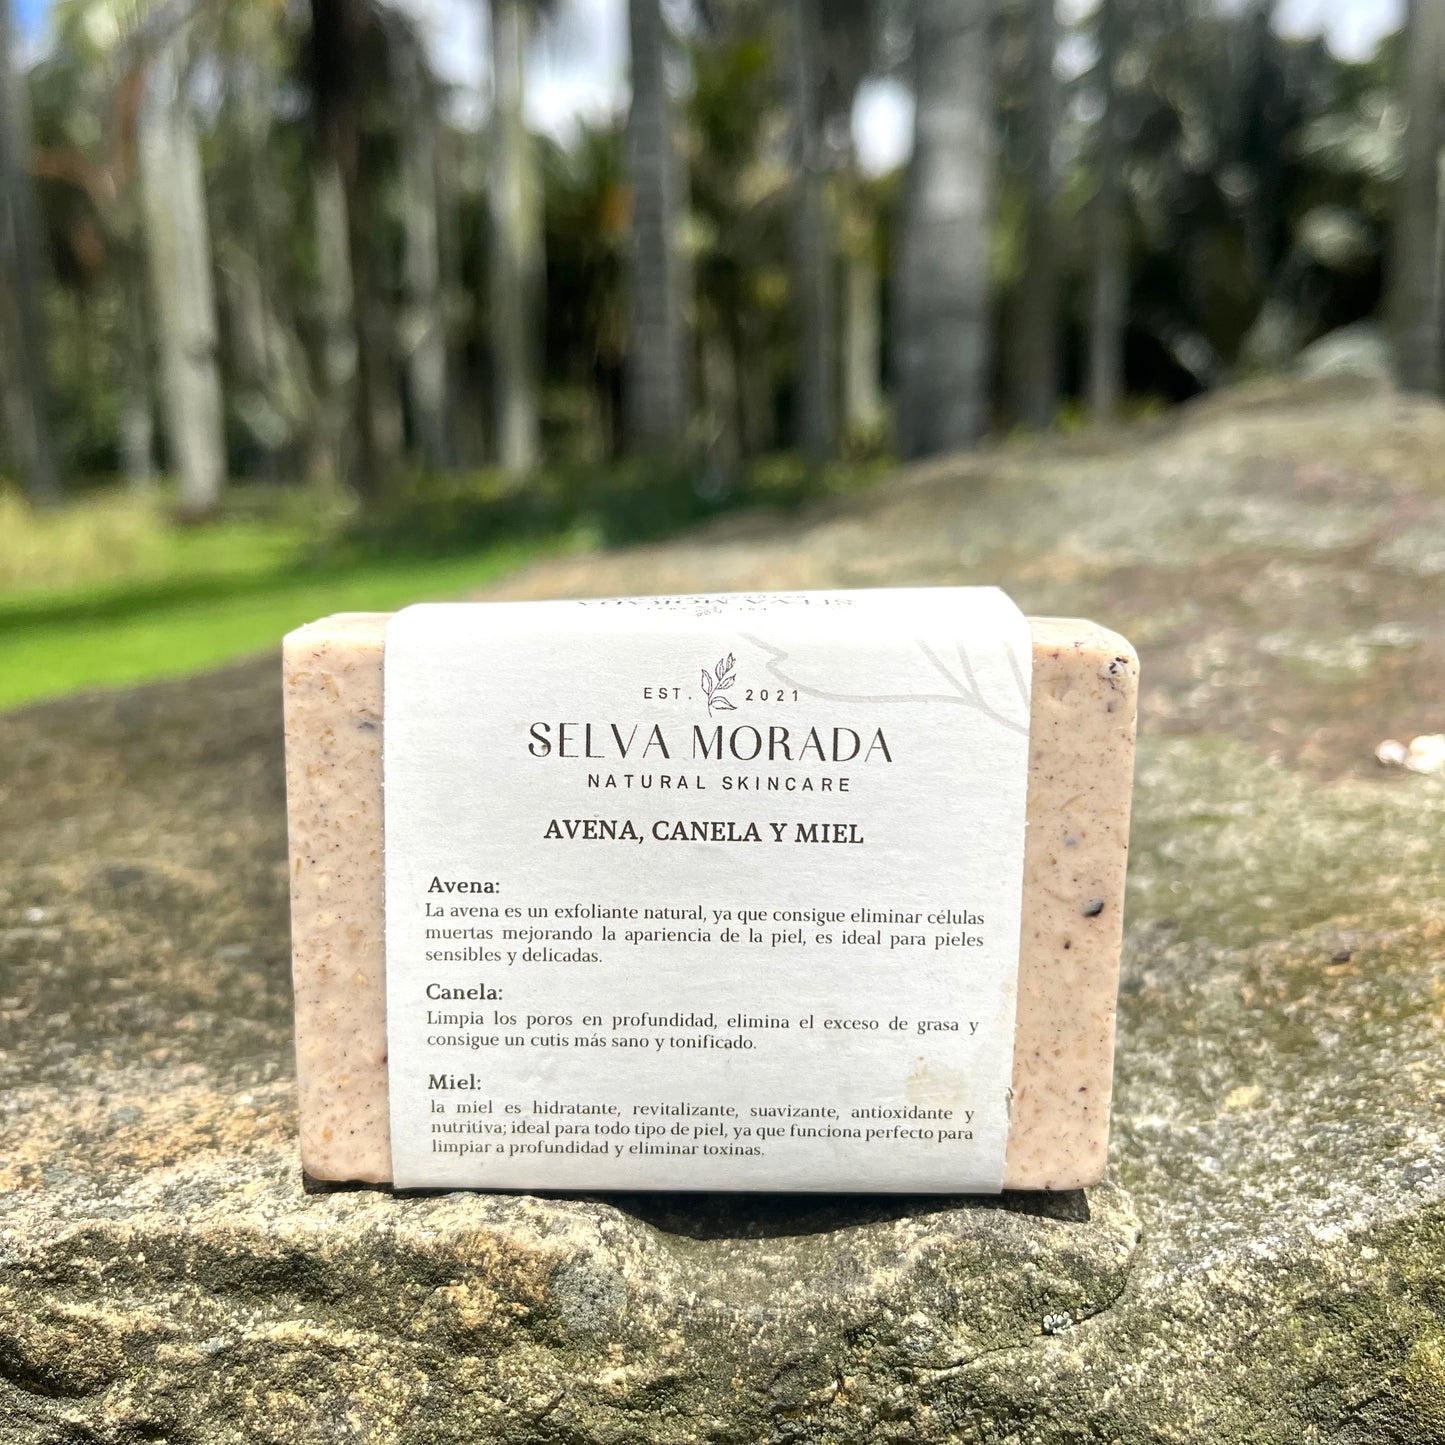 SELVA MORADA
EST. 2021
SELVA MORADA
NATURAL SKINCARE
AVENA, CANELA Y MIEL
Avena:
La avena es un exfoliante natural, ya que consigue eliminar células
muertas mejorando la apariencia de la piel, es ideal para pieles
sensibles y delicadas.
Canela:
Limpia los poros en profundidad, elimina el exceso de grasa y
consigue un cutis más sano y tonificado.
Miel:
la miel es hidratante, revitalizante, suavizante, antioxidante y
nutritiva; ideal para todo tipo de piel, ya que funciona perfecto para
limpiar a profundidad y eliminar toxinas.